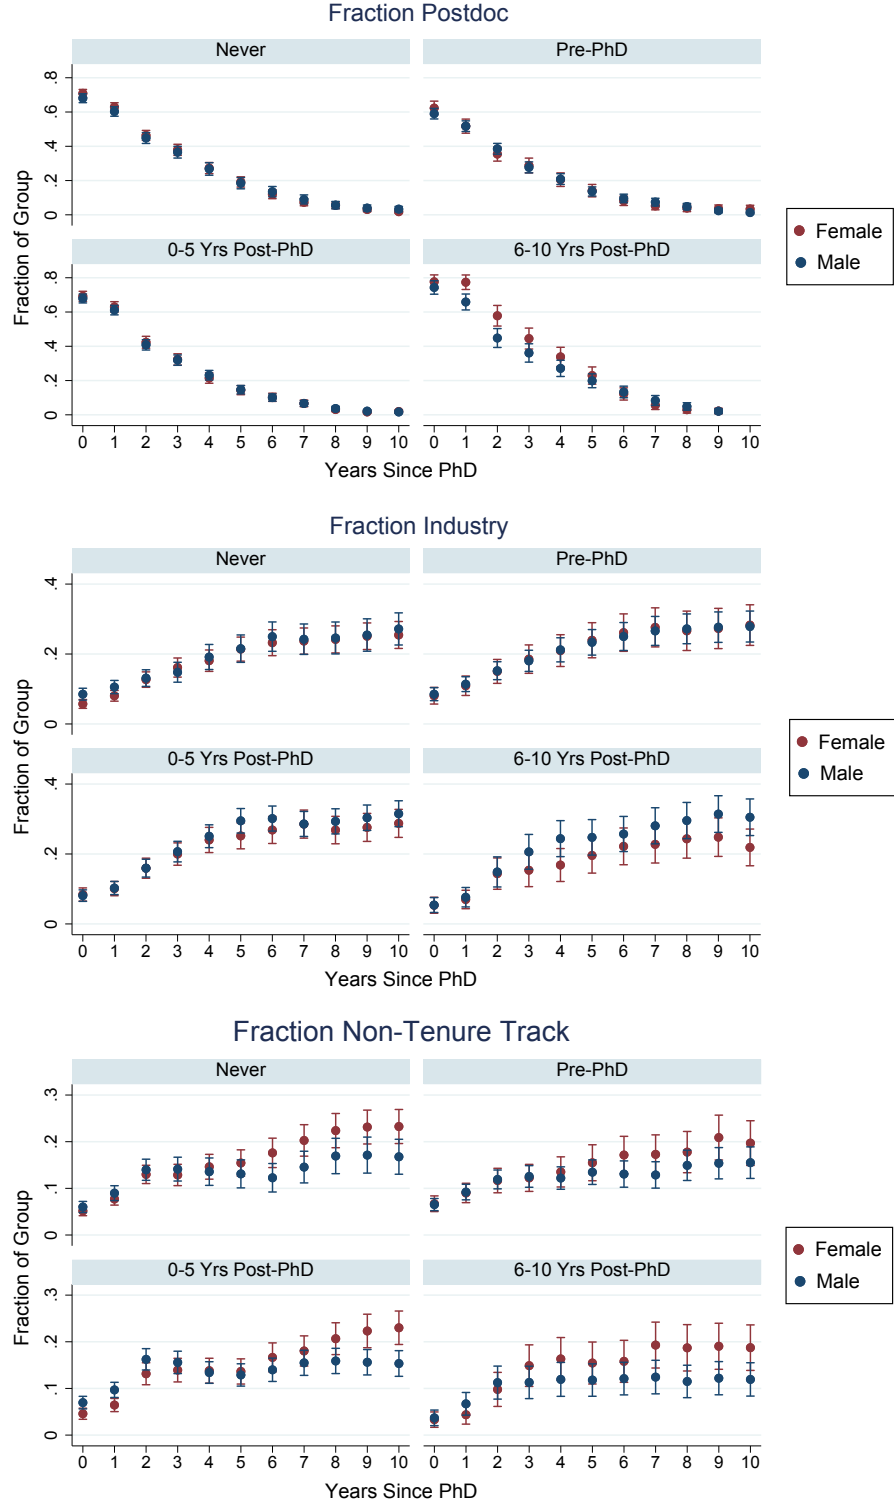 Fraction Postdoc
Never
Pre-PhD
.8
.6
.4
.2
0
0-5 Yrs Post-PhD
6-10 Yrs Post-PhD
.8
.6
.4
.2
0
Fraction of Group
0 1 2 3 4 5 6 7 8 9 10
0 1 2 3 4 5 6 7 8 9 10
Years Since PhD
Female
Male
Fraction Industry
Never
Pre-PhD
.4
.2
0
0-5 Yrs Post-PhD
6-10 Yrs Post-PhD
.4
.2
0
Fraction of Group
0 1 2 3 4 5 6 7 8 9 10
0 1 2 3 4 5 6 7 8 9 10
Years Since PhD
Female
Male
Fraction Non-Tenure Track
Never
Pre-PhD
.3
.2
.1
0
0-5 Yrs Post-PhD
6-10 Yrs Post-PhD
.3
.2
.1
0
Fraction of Group
0 1 2 3 4 5 6 7 8 9 10
0 1 2 3 4 5 6 7 8 9 10
Years Since PhD
Female
Male